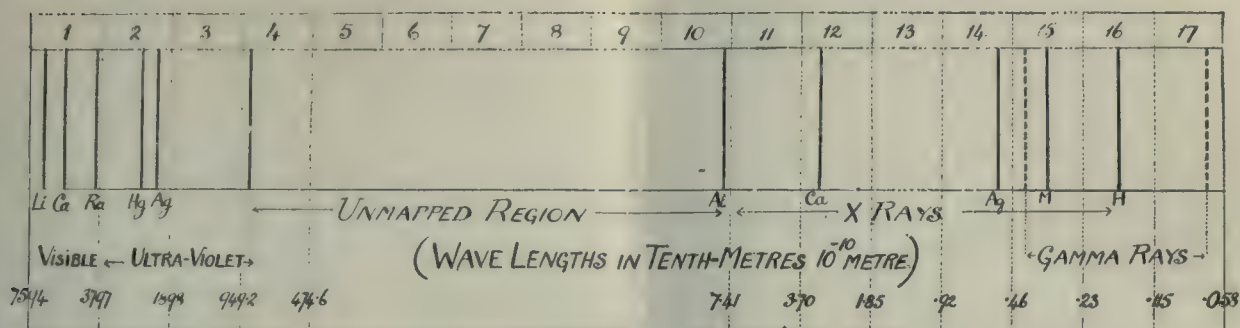 1 2 3 4 5 6 7 8 9 10 11 12 13 14 15 16 17
Li Ca Ra Hg Ag Al Ca Ag M H
← UNMAPPED REGION → ← X RAYS →
VISIBLE ← ULTRA-VIOLET → (WAVE LENGTHS IN TENTH-METRES 10⁻¹⁰ METRE) ← GAMMA RAYS →
7594 3797 1898 949·2 474·6 7·41 3·70 1·85 ·92 ·46 ·23 ·115 ·058